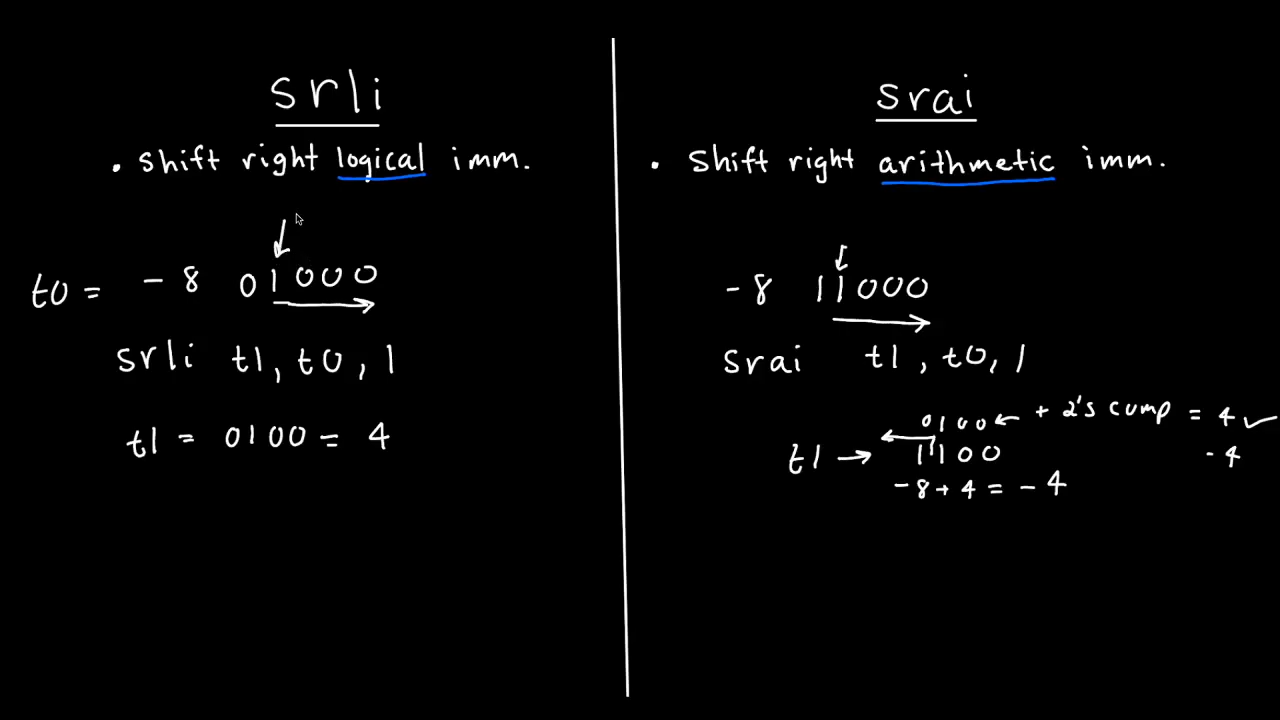 srli
• shift right logical imm.
t0 = -8 01000
srli t1, t0, 1
t1 = 0100 = 4
srai
• Shift right arithmetic imm.
-8 11000
srai t1, t0, 1
0100 ← + 2's comp = 4 ✓
t1 → 1100 -4
-8+4 = -4